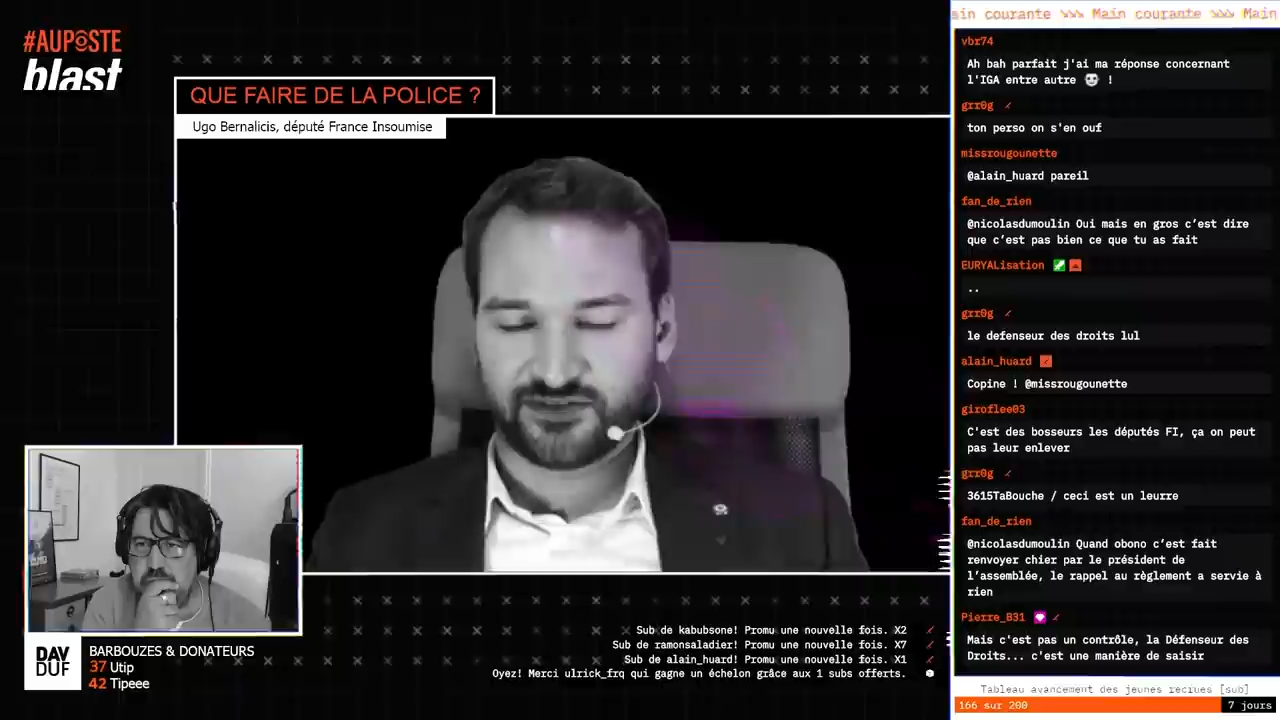 #AUPOSTE
blast
QUE FAIRE DE LA POLICE ?
Ugo Bernalicis, député France Insoumise
DAV
DUF
BARBOUZES & DONATEURS
37 Utip
42 Tipeee
Sub de kabubsone! Promu une nouvelle fois. X2
Sub de ramonsaladier! Promu une nouvelle fois. X7
Sub de alain_huard! Promu une nouvelle fois. X1
Oyez! Merci ulrick_frq qui gagne un échelon grâce aux 1 subs offerts.
ain courante >>> Main courante >>> Main
vbr74
Ah bah parfait j'ai ma réponse concernant
l'IGA entre autre 💀 !
grr0g
ton perso on s'en ouf
missrougounette
@alain_huard pareil
fan_de_rien
@nicolasdumoulin Oui mais en gros c’est dire
que c’est pas bien ce que tu as fait
EURYALisation
..
grr0g
le defenseur des droits lul
alain_huard
Copine ! @missrougounette
giroflee03
C'est des bosseurs les députés FI, ça on peut
pas leur enlever
grr0g
3615TaBouche / ceci est un leurre
fan_de_rien
@nicolasdumoulin Quand obono c’est fait
renvoyer chier par le président de
l’assemblée, le rappel au règlement a servie à
rien
Pierre_B31
Mais c'est pas un contrôle, la Défenseur des
Droits... c'est une manière de saisir
Tableau avancement des jeunes recrues [sub]
166 sur 200
7 jours